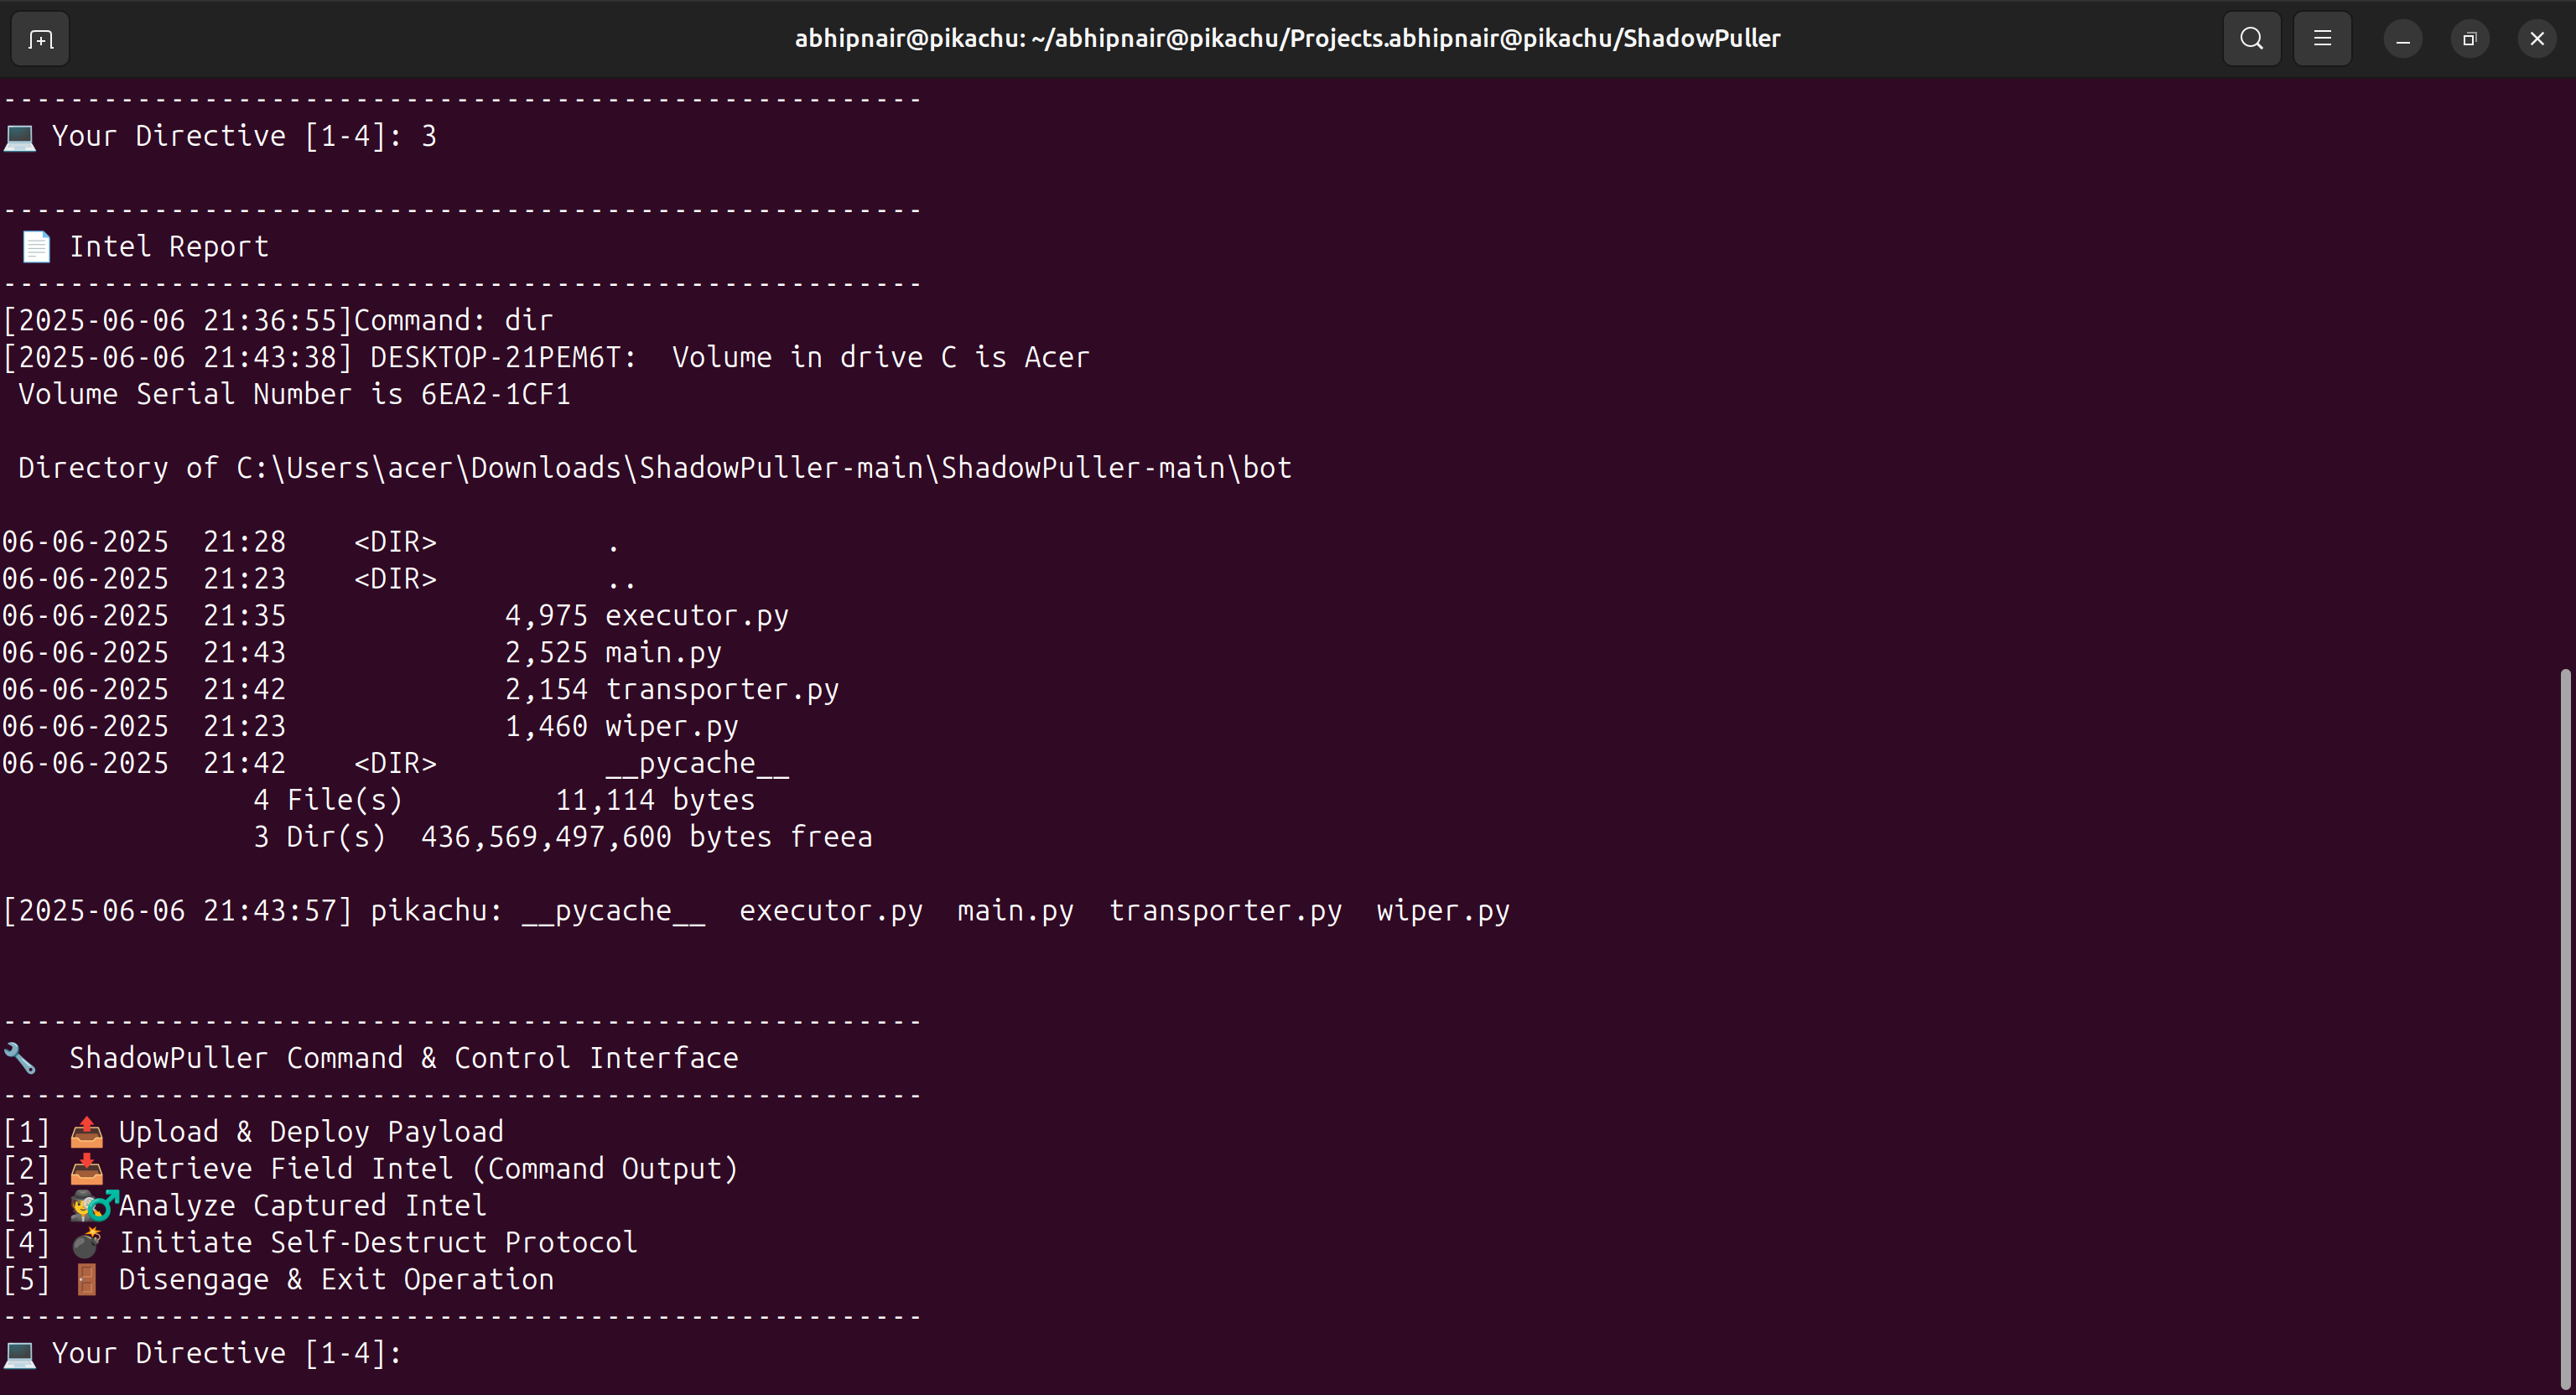 abhipnair@pikachu: ~/abhipnair@pikachu/Projects.abhipnair@pikachu/ShadowPuller
-------------------------------------------------------
💻 Your Directive [1-4]: 3
-------------------------------------------------------
📄 Intel Report
-------------------------------------------------------
[2025-06-06 21:36:55]Command: dir
[2025-06-06 21:43:38] DESKTOP-21PEM6T:  Volume in drive C is Acer
 Volume Serial Number is 6EA2-1CF1
 Directory of C:\Users\acer\Downloads\ShadowPuller-main\ShadowPuller-main\bot
06-06-2025  21:28    <DIR>          .
06-06-2025  21:23    <DIR>          ..
06-06-2025  21:35             4,975 executor.py
06-06-2025  21:43             2,525 main.py
06-06-2025  21:42             2,154 transporter.py
06-06-2025  21:23             1,460 wiper.py
06-06-2025  21:42    <DIR>          __pycache__
               4 File(s)         11,114 bytes
               3 Dir(s)  436,569,497,600 bytes freea
[2025-06-06 21:43:57] pikachu: __pycache__  executor.py  main.py  transporter.py  wiper.py
-------------------------------------------------------
🔧  ShadowPuller Command & Control Interface
-------------------------------------------------------
[1] 📤 Upload & Deploy Payload
[2] 📥 Retrieve Field Intel (Command Output)
[3] 🕵️‍♂️Analyze Captured Intel
[4] 💣 Initiate Self-Destruct Protocol
[5] 🚪 Disengage & Exit Operation
-------------------------------------------------------
💻 Your Directive [1-4]: